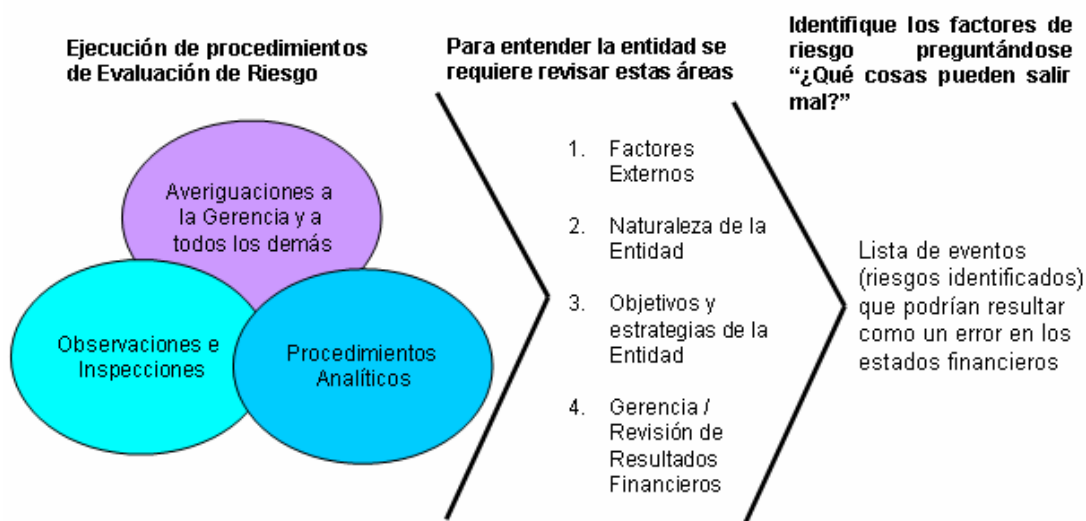 Ejecución de procedimientos
de Evaluación de Riesgo
Averiguaciones a
la Gerencia y a
todos los demás
Observaciones e
Inspecciones
Procedimientos
Analíticos
Para entender la entidad se
requiere revisar estas áreas
1. Factores
Externos
2. Naturaleza de la
Entidad
3. Objetivos y
estrategias de la
Entidad
4. Gerencia /
Revisión de
Resultados
Financieros
Identifique los factores de
riesgo preguntándose
“¿Qué cosas pueden salir
mal?”
Lista de eventos
(riesgos identificados)
que podrían resultar
como un error en los
estados financieros